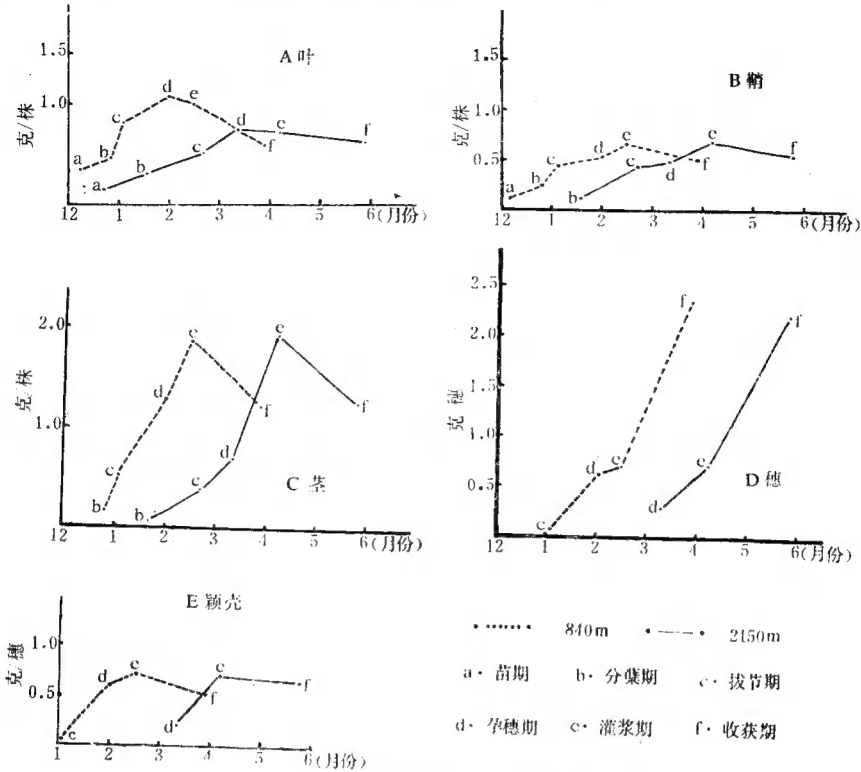 A 叶
克/株
1.5
1.0
a b c d e
a b c d e f f
12 1 2 3 4 5 6(月份)
B 鞘
克/株
1.5
1.0
0.5
a b c d e f
b c d e f
12 1 2 3 4 5 6(月份)
C 茎
克/株
2.0
1.0
b c d e f
b c d e f
12 1 2 3 4 5 6(月份)
D 穗
克 穗
2.5
2.0
1.5
0.5
c d e f
d e f
12 1 2 3 4 5 6(月份)
E 颖壳
克/穗
1.0
0.5
c d e f
d e f
1 2 3 4 5 6(月份)
840m 2150m
a· 苗期 b· 分蘖期 c· 拔节期
d· 孕穗期 e· 灌浆期 f· 收获期